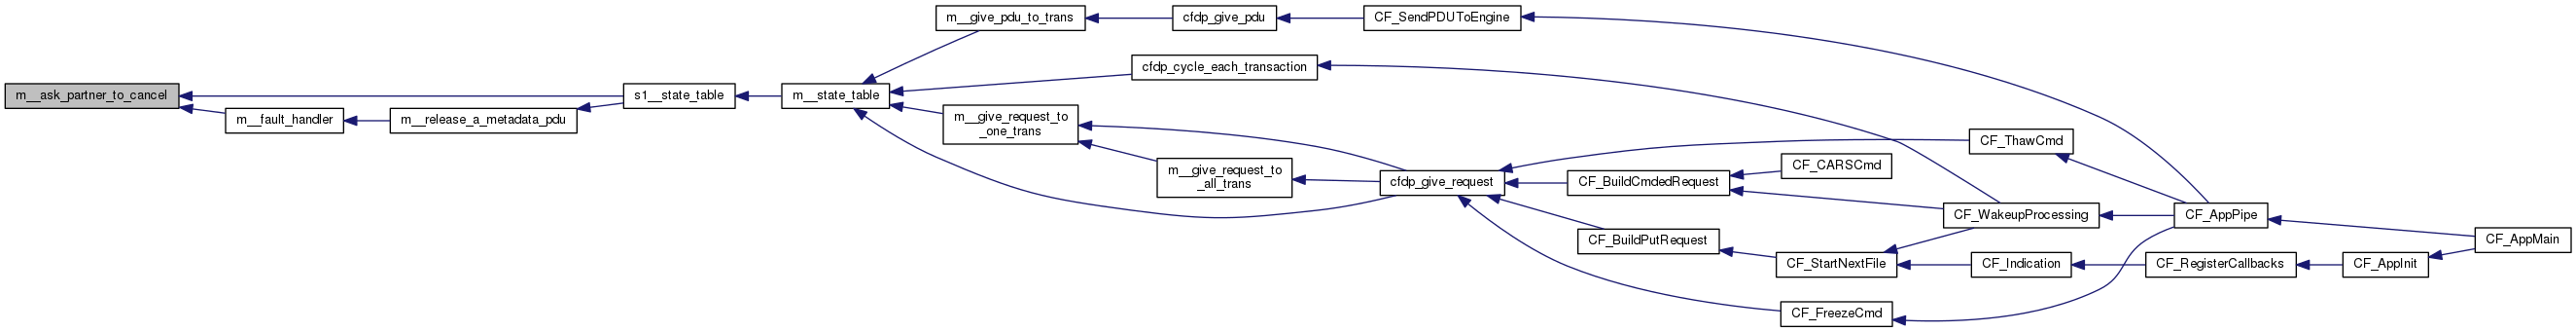 m__ask_partner_to_cancel
m__fault_handler
m__release_a_metadata_pdu
s1__state_table
m__state_table
m__give_pdu_to_trans
cfdp_give_pdu
CF_SendPDUToEngine
cfdp_cycle_each_transaction
m__give_request_to
_one_trans
m__give_request_to
_all_trans
cfdp_give_request
CF_ThawCmd
CF_BuildCmdedRequest
CF_CARSCmd
CF_BuildPutRequest
CF_StartNextFile
CF_WakeupProcessing
CF_Indication
CF_FreezeCmd
CF_RegisterCallbacks
CF_AppPipe
CF_AppInit
CF_AppMain